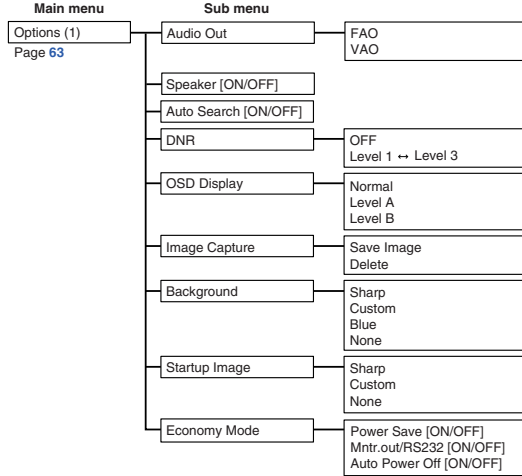 Main menu
Sub menu
Options (1)
Page 63
Audio Out
FAO
VAO
Speaker [ON/OFF]
Auto Search [ON/OFF]
DNR
OFF
Level 1 ↔ Level 3
OSD Display
Normal
Level A
Level B
Image Capture
Save Image
Delete
Background
Sharp
Custom
Blue
None
Startup Image
Sharp
Custom
None
Economy Mode
Power Save [ON/OFF]
Mntr.out/RS232 [ON/OFF]
Auto Power Off [ON/OFF]